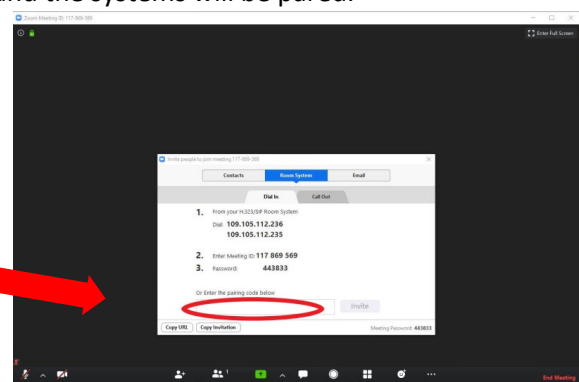 and the systems will be paired.
Zoom Meeting ID: 117-869-569
Enter Full Screen
Invite people to join meeting 117-869-569
Contacts
Room System
Email
Dial In
Call Out
1. From your H.323/SIP Room System
Dial: 109.105.112.236
109.105.112.235
2. Enter Meeting ID: 117 869 569
3. Password: 443833
Or Enter the pairing code below
Invite
Copy URL
Copy Invitation
Meeting Password: 443833
1
End Meeting